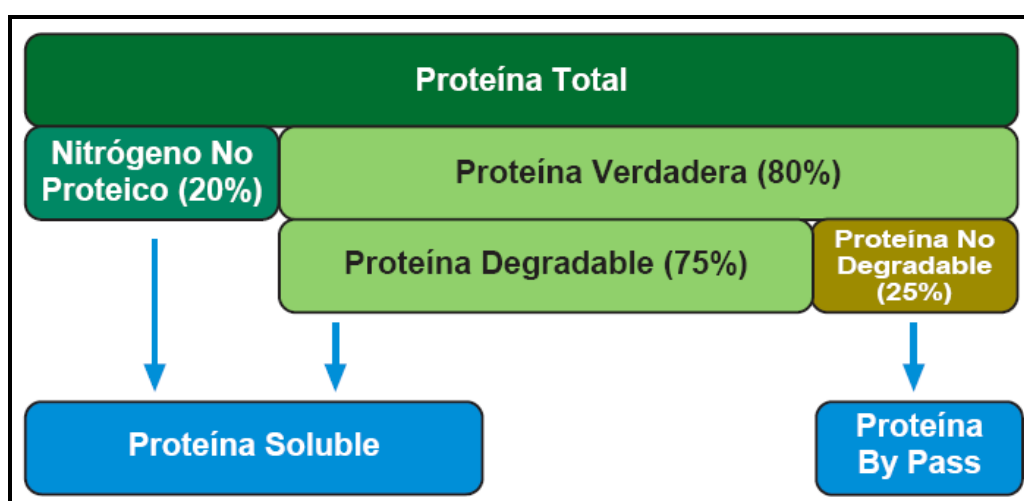 Proteína Total
Nitrógeno No
Proteico (20%)
Proteína Verdadera (80%)
Proteína Degradable (75%)
Proteína No
Degradable
(25%)
Proteína Soluble
Proteína
By Pass